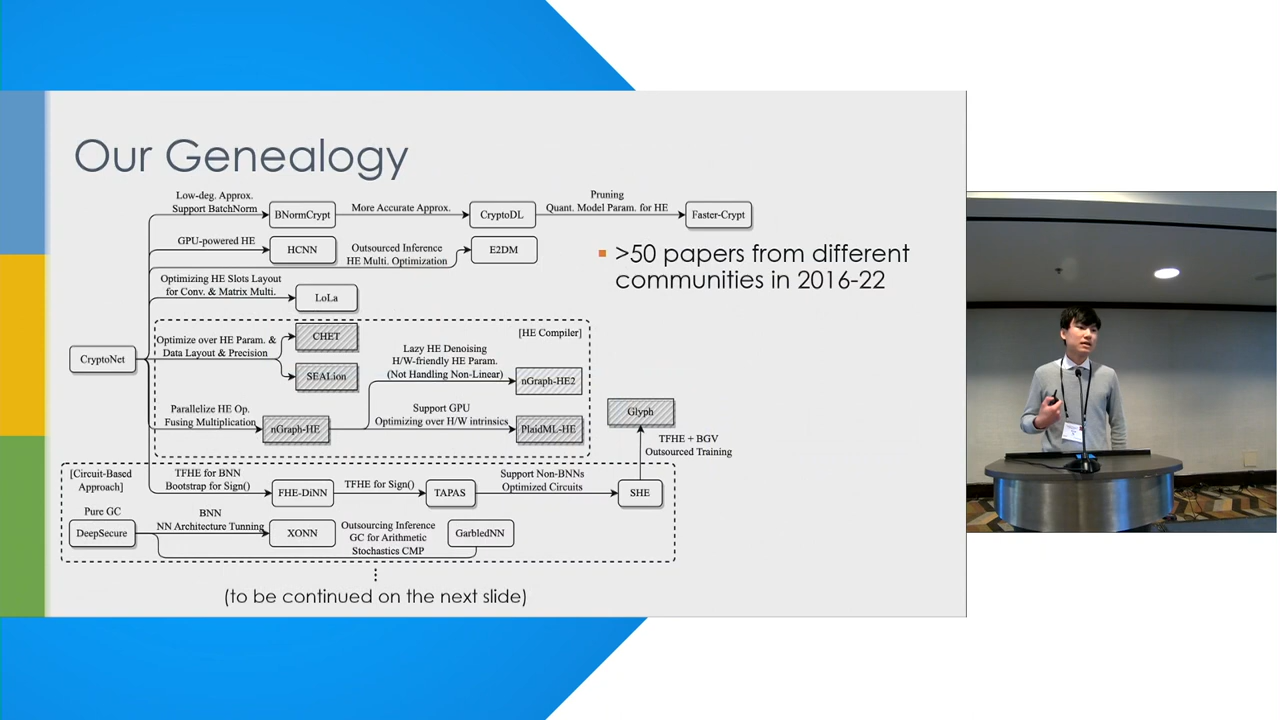 Our Genealogy
Low-deg. Approx.
Support BatchNorm
BNormCrypt
More Accurate Approx.
CryptoDL
Pruning
Quant. Model Param. for HE
Faster-Crypt
GPU-powered HE
HCNN
Outsourced Inference
HE Multi. Optimization
E2DM
>50 papers from different
communities in 2016-22
Optimizing HE Slots Layout
for Conv. & Matrix Multi.
LoLa
[HE Compiler]
CryptoNet
Optimize over HE Param. &
Data Layout & Precision
CHET
SEALion
Lazy HE Denoising
H/W-friendly HE Param.
(Not Handling Non-Linear)
nGraph-HE2
Parallelize HE Op.
Fusing Multiplication
nGraph-HE
Support GPU
Optimizing over H/W intrinsics
PlaidML-HE
Glyph
TFHE + BGV
Outsourced Training
[Circuit-Based
Approach]
TFHE for BNN
Bootstrap for Sign()
FHE-DiNN
TFHE for Sign()
TAPAS
Support Non-BNNs
Optimized Circuits
SHE
Pure GC
DeepSecure
BNN
NN Architecture Tunning
XONN
Outsourcing Inference
GC for Arithmetic
Stochastics CMP
GarbledNN
(to be continued on the next slide)